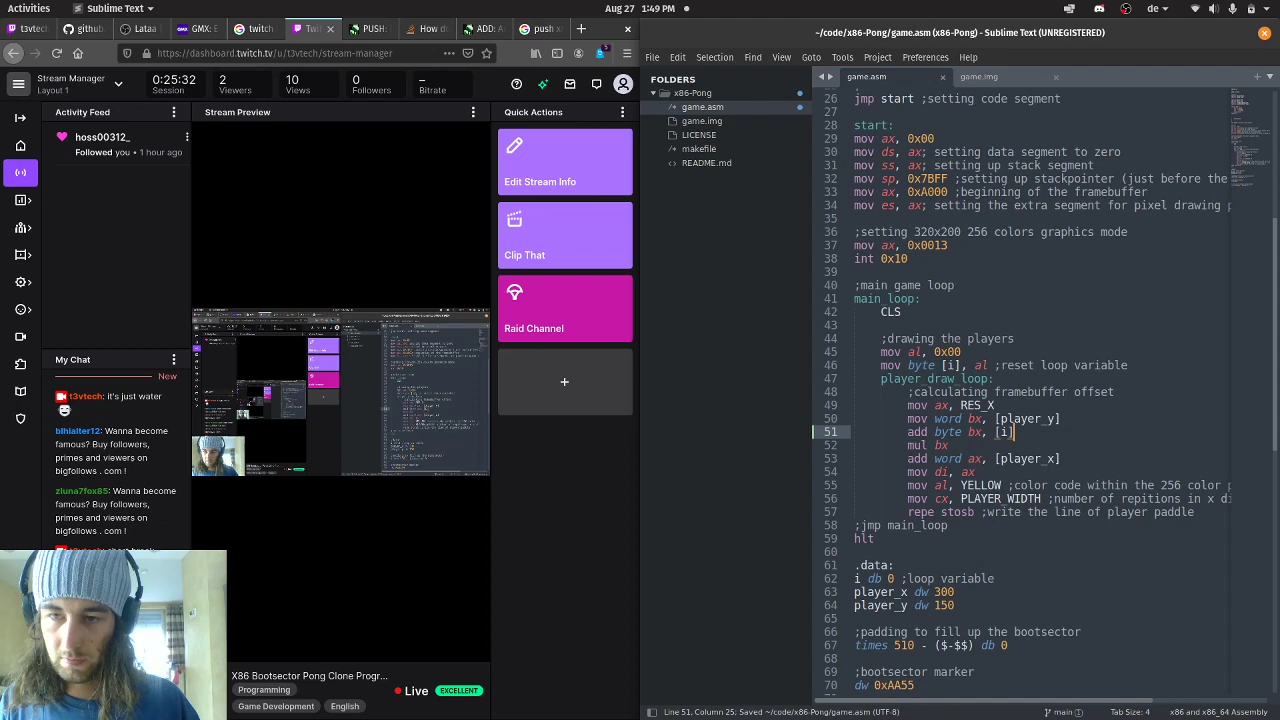 Activities
Sublime Text
Aug 27 1:49 PM
de
t3vtech
github
Lataa
GMX: E
twitch
Twi
PUSH:
How do
ADD: A
push x
https://dashboard.twitch.tv/u/t3vtech/stream-manager
Stream Manager
Layout 1
0:25:32
Session
2
Viewers
10
Views
0
Followers
–
Bitrate
Activity Feed
hoss00312_
Followed you • 1 hour ago
My Chat
New
t3vtech: it's just water
blhialter12: Wanna become famous? Buy followers, primes and viewers on bigfollows . com !
zluna7fox85: Wanna become famous? Buy followers, primes and viewers on bigfollows . com !
Stream Preview
X86 Bootsector Pong Clone Progr...
Programming
Game Development
English
Live
EXCELLENT
Quick Actions
Edit Stream Info
Clip That
Raid Channel
~/code/x86-Pong/game.asm (x86-Pong) - Sublime Text (UNREGISTERED)
File Edit Selection Find View Goto Tools Project Preferences Help
FOLDERS
x86-Pong
game.asm
game.img
LICENSE
makefile
README.md
game.asm
game.img
26 jmp start ;setting code segment
27
28 start:
29 mov ax, 0x00
30 mov ds, ax; setting data segment to zero
31 mov ss, ax; setting up stack segment
32 mov sp, 0x7BFF ;setting up stackpointer (just before the
33 mov ax, 0xA000 ;beginning of the framebuffer
34 mov es, ax; setting the extra segment for pixel drawing
35
36 ;setting 320x200 256 colors graphics mode
37 mov ax, 0x0013
38 int 0x10
39
40 ;main game loop
41 main_loop:
42 CLS
43
44 ;drawing the players
45 mov al, 0x00
46 mov byte [i], al ;reset loop variable
47 player_draw_loop:
48 ;calculating framebuffer offset
49 mov ax, RES_X
50 mov word bx, [player_y]
51 add byte bx, [i]
52 mul bx
53 add word ax, [player_x]
54 mov di, ax
55 mov al, YELLOW ;color code within the 256 color p
56 mov cx, PLAYER_WIDTH ;number of repitions in x di
57 repe stosb ;write the line of player paddle
58 ;jmp main_loop
59 hlt
60
61 .data:
62 i db 0 ;loop variable
63 player_x dw 300
64 player_y dw 150
65
66 ;padding to fill up the bootsector
67 times 510 - ($-$$) db 0
68
69 ;bootsector marker
70 dw 0xAA55
Line 51, Column 25; Saved ~/code/x86-Pong/game.asm (UTF-8)
main (1)
Tab Size: 4
x86 and x86_64 Assembly